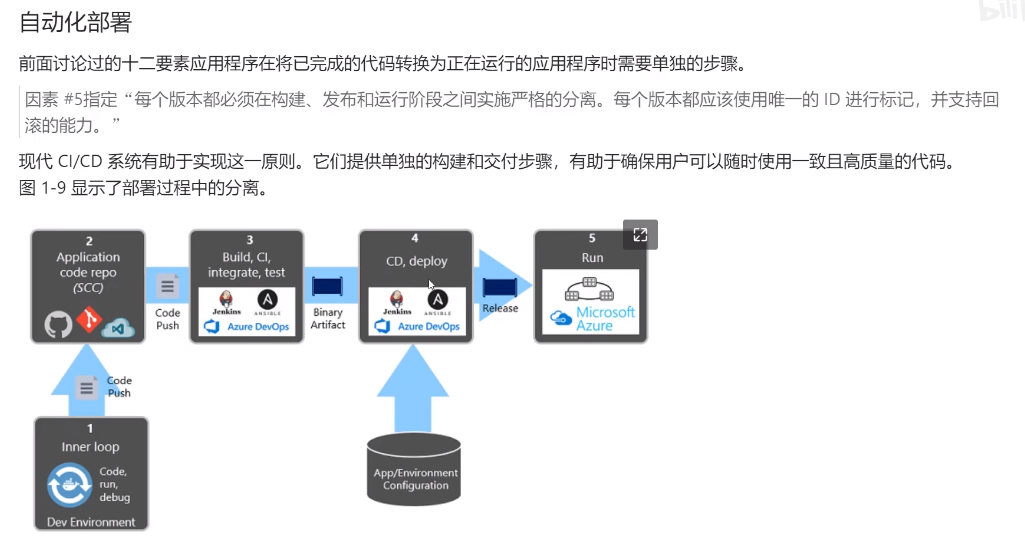 bili
自动化部署
前面讨论过的十二要素应用程序在将已完成的代码转换为正在运行的应用程序时需要单独的步骤。
因素 #5指定“每个版本都必须在构建、发布和运行阶段之间实施严格的分离。每个版本都应该使用唯一的 ID 进行标记，并支持回
滚的能力。”
现代 CI/CD 系统有助于实现这一原则。它们提供单独的构建和交付步骤，有助于确保用户可以随时使用一致且高质量的代码。
图 1-9 显示了部署过程中的分离。
2
Application
code repo
(SCC)
Code
Push
3
Build, CI,
integrate, test
Jenkins
ANSIBLE
Azure DevOps
Binary
Artifact
4
CD, deploy
Jenkins
ANSIBLE
Azure DevOps
Release
5
Run
Microsoft
Azure
Code
Push
1
Inner loop
Code,
run,
debug
Dev Environment
App/Environment
Configuration